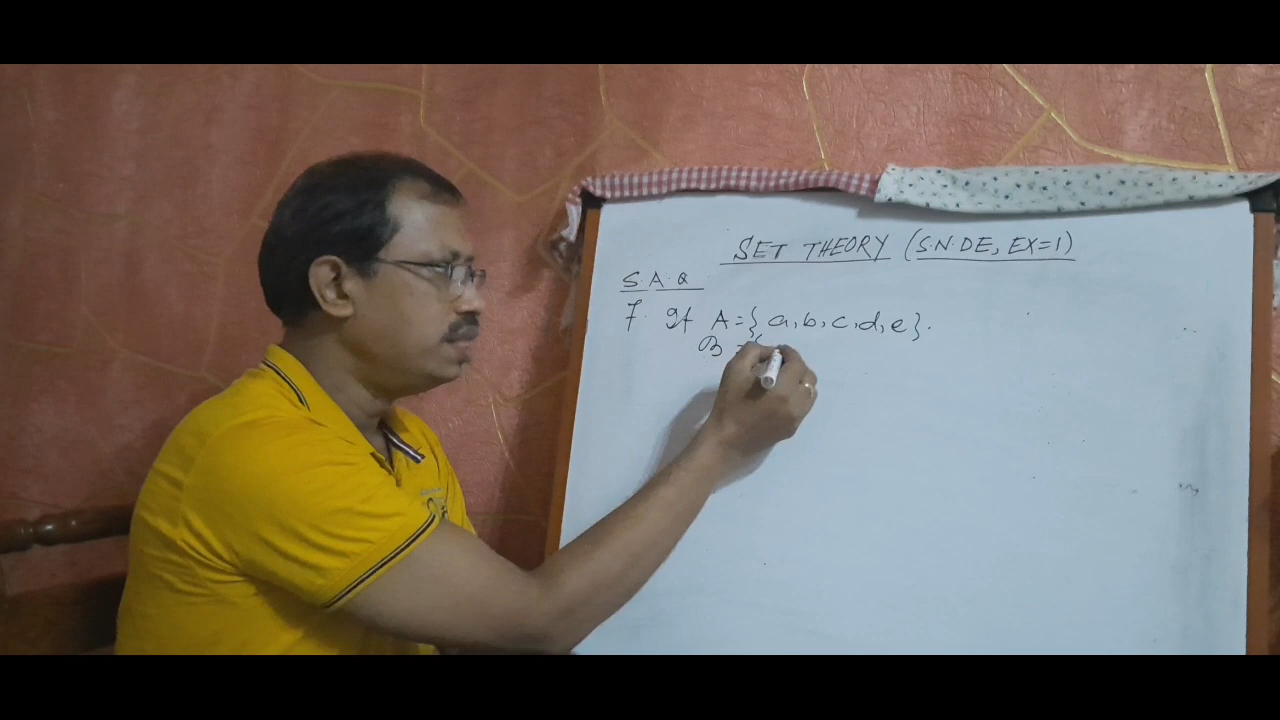 SET THEORY (S.N.DE, EX=1)
S.A.Q
7. If A={a,b,c,d,e}.
B={